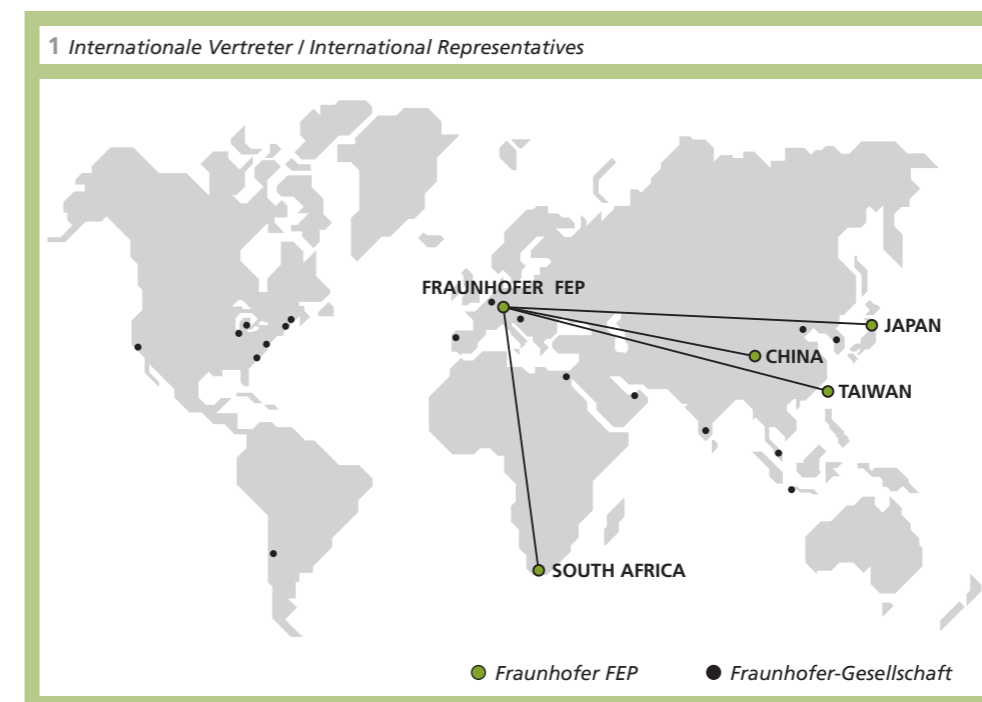 1 Internationale Vertreter / International Representatives
FRAUNHOFER FEP
JAPAN
CHINA
TAIWAN
SOUTH AFRICA
Fraunhofer FEP
Fraunhofer-Gesellschaft